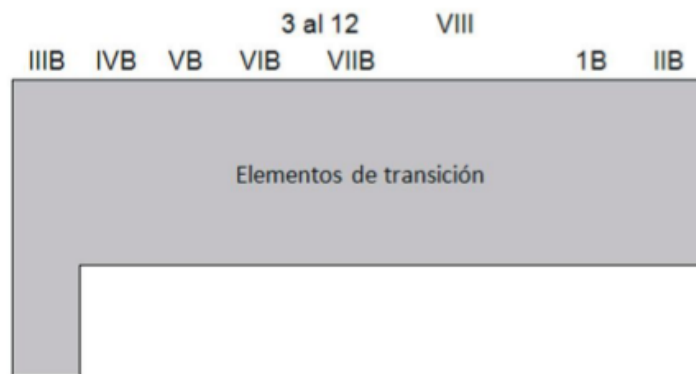 3 al 12 VIII
IIIB IVB VB VIB VIIB 1B IIB
Elementos de transición